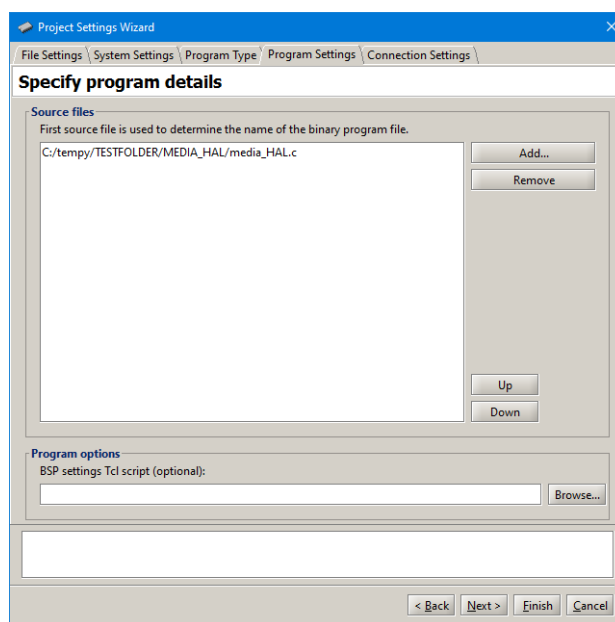 Project Settings Wizard
File Settings System Settings Program Type Program Settings Connection Settings
Specify program details
Source files
First source file is used to determine the name of the binary program file.
C:/tempy/TESTFOLDER/MEDIA_HAL/media_HAL.c
Add...
Remove
Up
Down
Program options
BSP settings Tcl script (optional):
Browse...
< Back Next > Finish Cancel